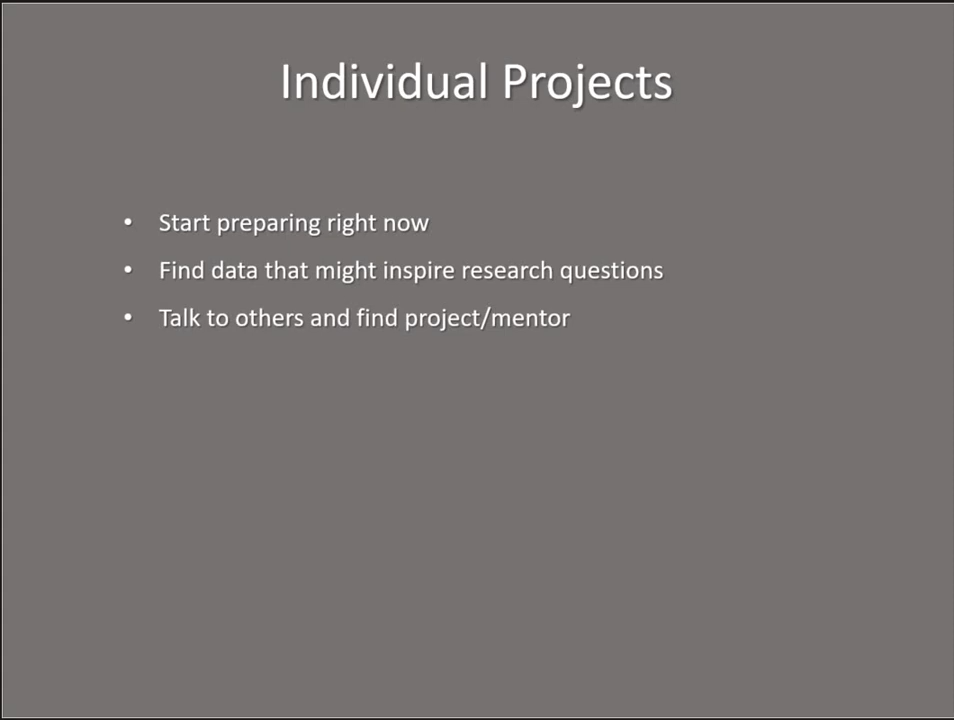 Individual Projects
• Start preparing right now
• Find data that might inspire research questions
• Talk to others and find project/mentor